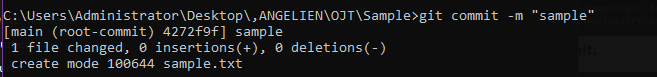 C:\Users\Administrator\Desktop\,ANGELIEN\OJT\Sample>git commit -m "sample"
[main (root-commit) 4272f9f] sample
 1 file changed, 0 insertions(+), 0 deletions(-)
 create mode 100644 sample.txt